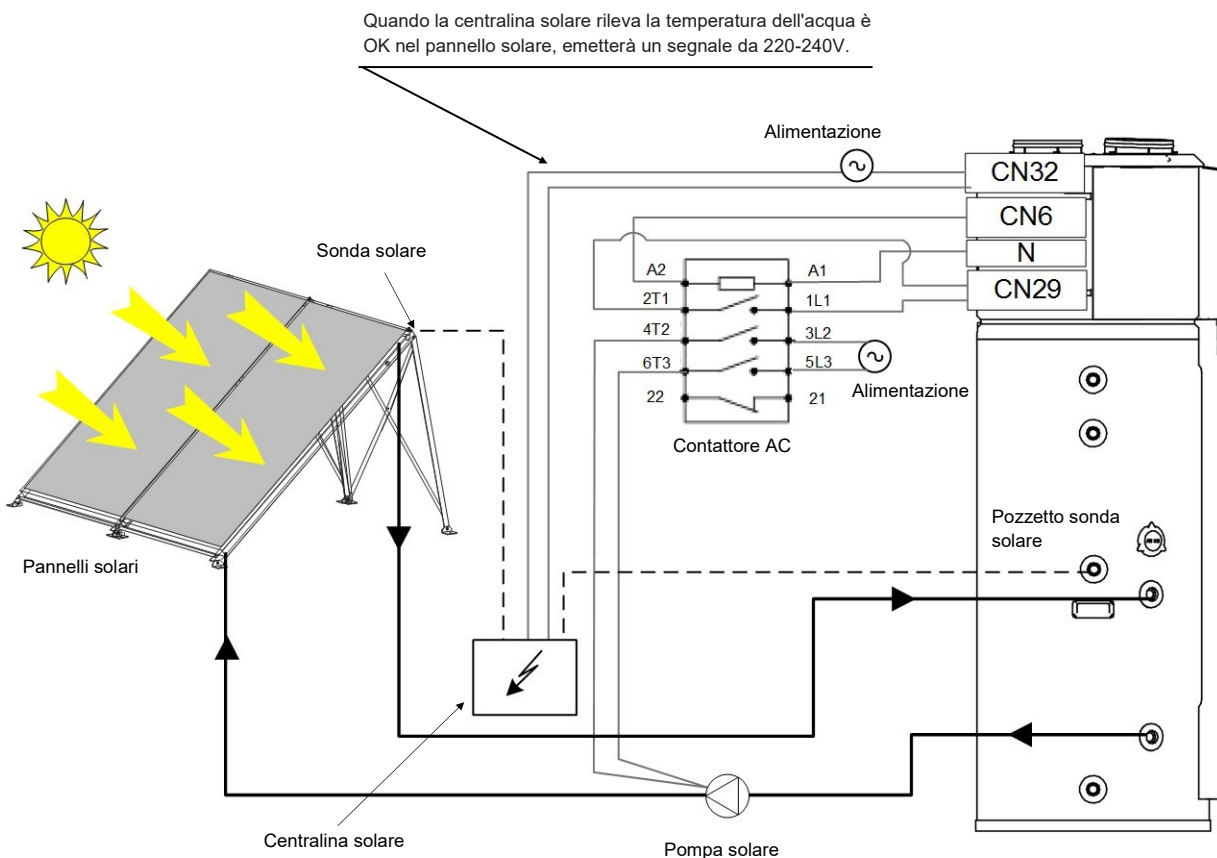 Quando la centralina solare rileva la temperatura dell'acqua è
OK nel pannello solare, emetterà un segnale da 220-240V.
Alimentazione
CN32
CN6
N
CN29
Sonda solare
A2
A1
2T1
1L1
4T2
3L2
6T3
5L3
22
21
Alimentazione
Contattore AC
Pozzetto sonda
solare
Pannelli solari
Centralina solare
Pompa solare